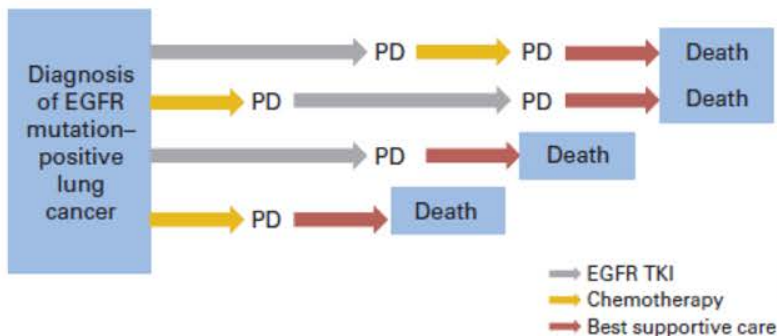 Diagnosis
of EGFR
mutation–
positive
lung
cancer
PD
PD
Death
PD
PD
Death
PD
Death
PD
Death
EGFR TKI
Chemotherapy
Best supportive care